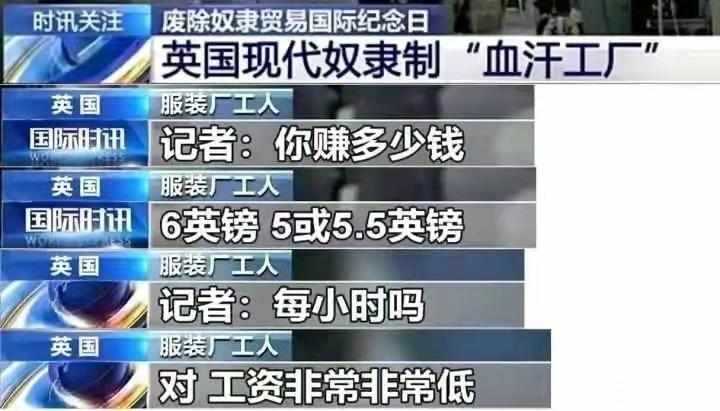 时讯关注
废除奴隶贸易国际纪念日
英国现代奴隶制“血汗工厂”
英国
服装厂工人
国际时讯
记者：你赚多少钱
英国
服装厂工人
国际时讯
6英镑 5或5.5英镑
英国
服装厂工人
记者：每小时吗
英国
服装厂工人
对 工资非常非常低